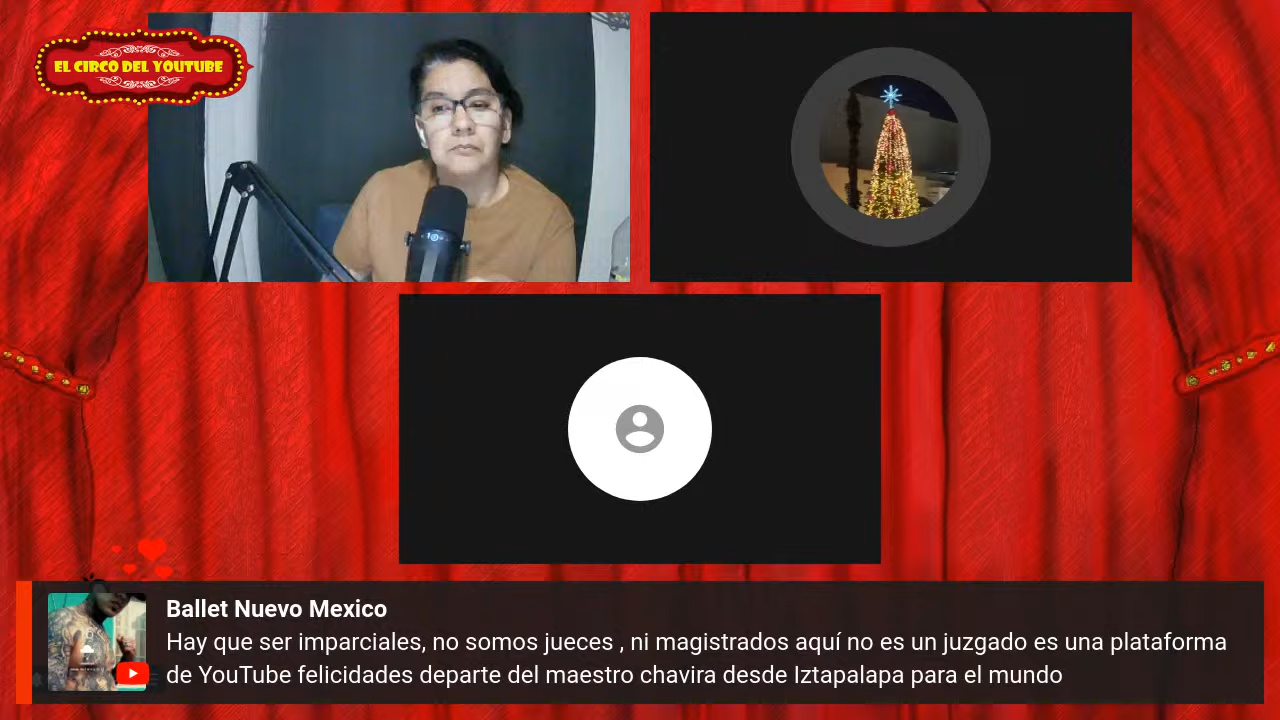 EL CIRCO DEL YOUTUBE
Ballet Nuevo Mexico
Hay que ser imparciales, no somos jueces , ni magistrados aquí no es un juzgado es una plataforma
de YouTube felicidades departe del maestro chavira desde Iztapalapa para el mundo